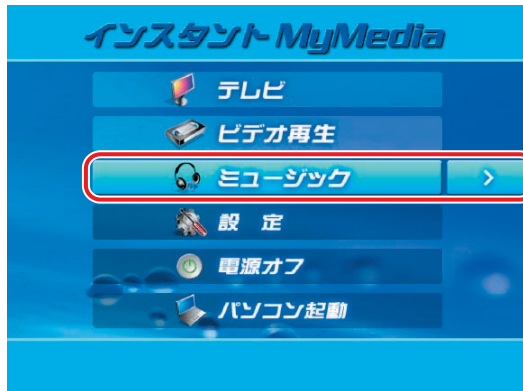 インスタントMyMedia
テレビ
ビデオ再生
ミュージック
設 定
電源オフ
パソコン起動